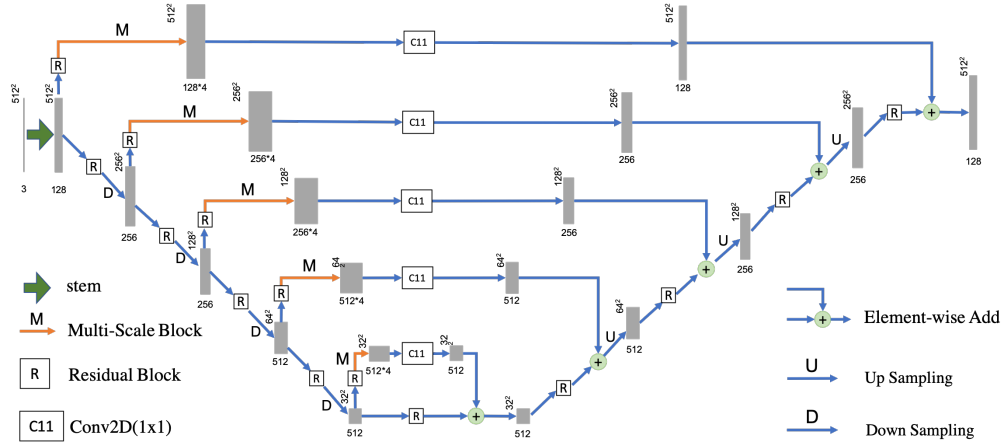 M
512²
128*4
C11
512²
128
R
512²
3
512²
128
M
256²
256*4
C11
256²
256
R
R
D
256²
256
M
128²
256*4
C11
128²
256
R
R
D
128²
256
M
64²
512*4
C11
64²
512
R
R
D
64²
512
M
32²
512*4
C11
32²
512
R
R
D
32²
512
R
+
32²
512
R
+
U
64²
512
R
+
U
128²
256
R
+
U
256²
256
R
+
512²
128
stem
M
Multi-Scale Block
R
Residual Block
C11
Conv2D(1x1)
+
Element-wise Add
U
Up Sampling
D
Down Sampling